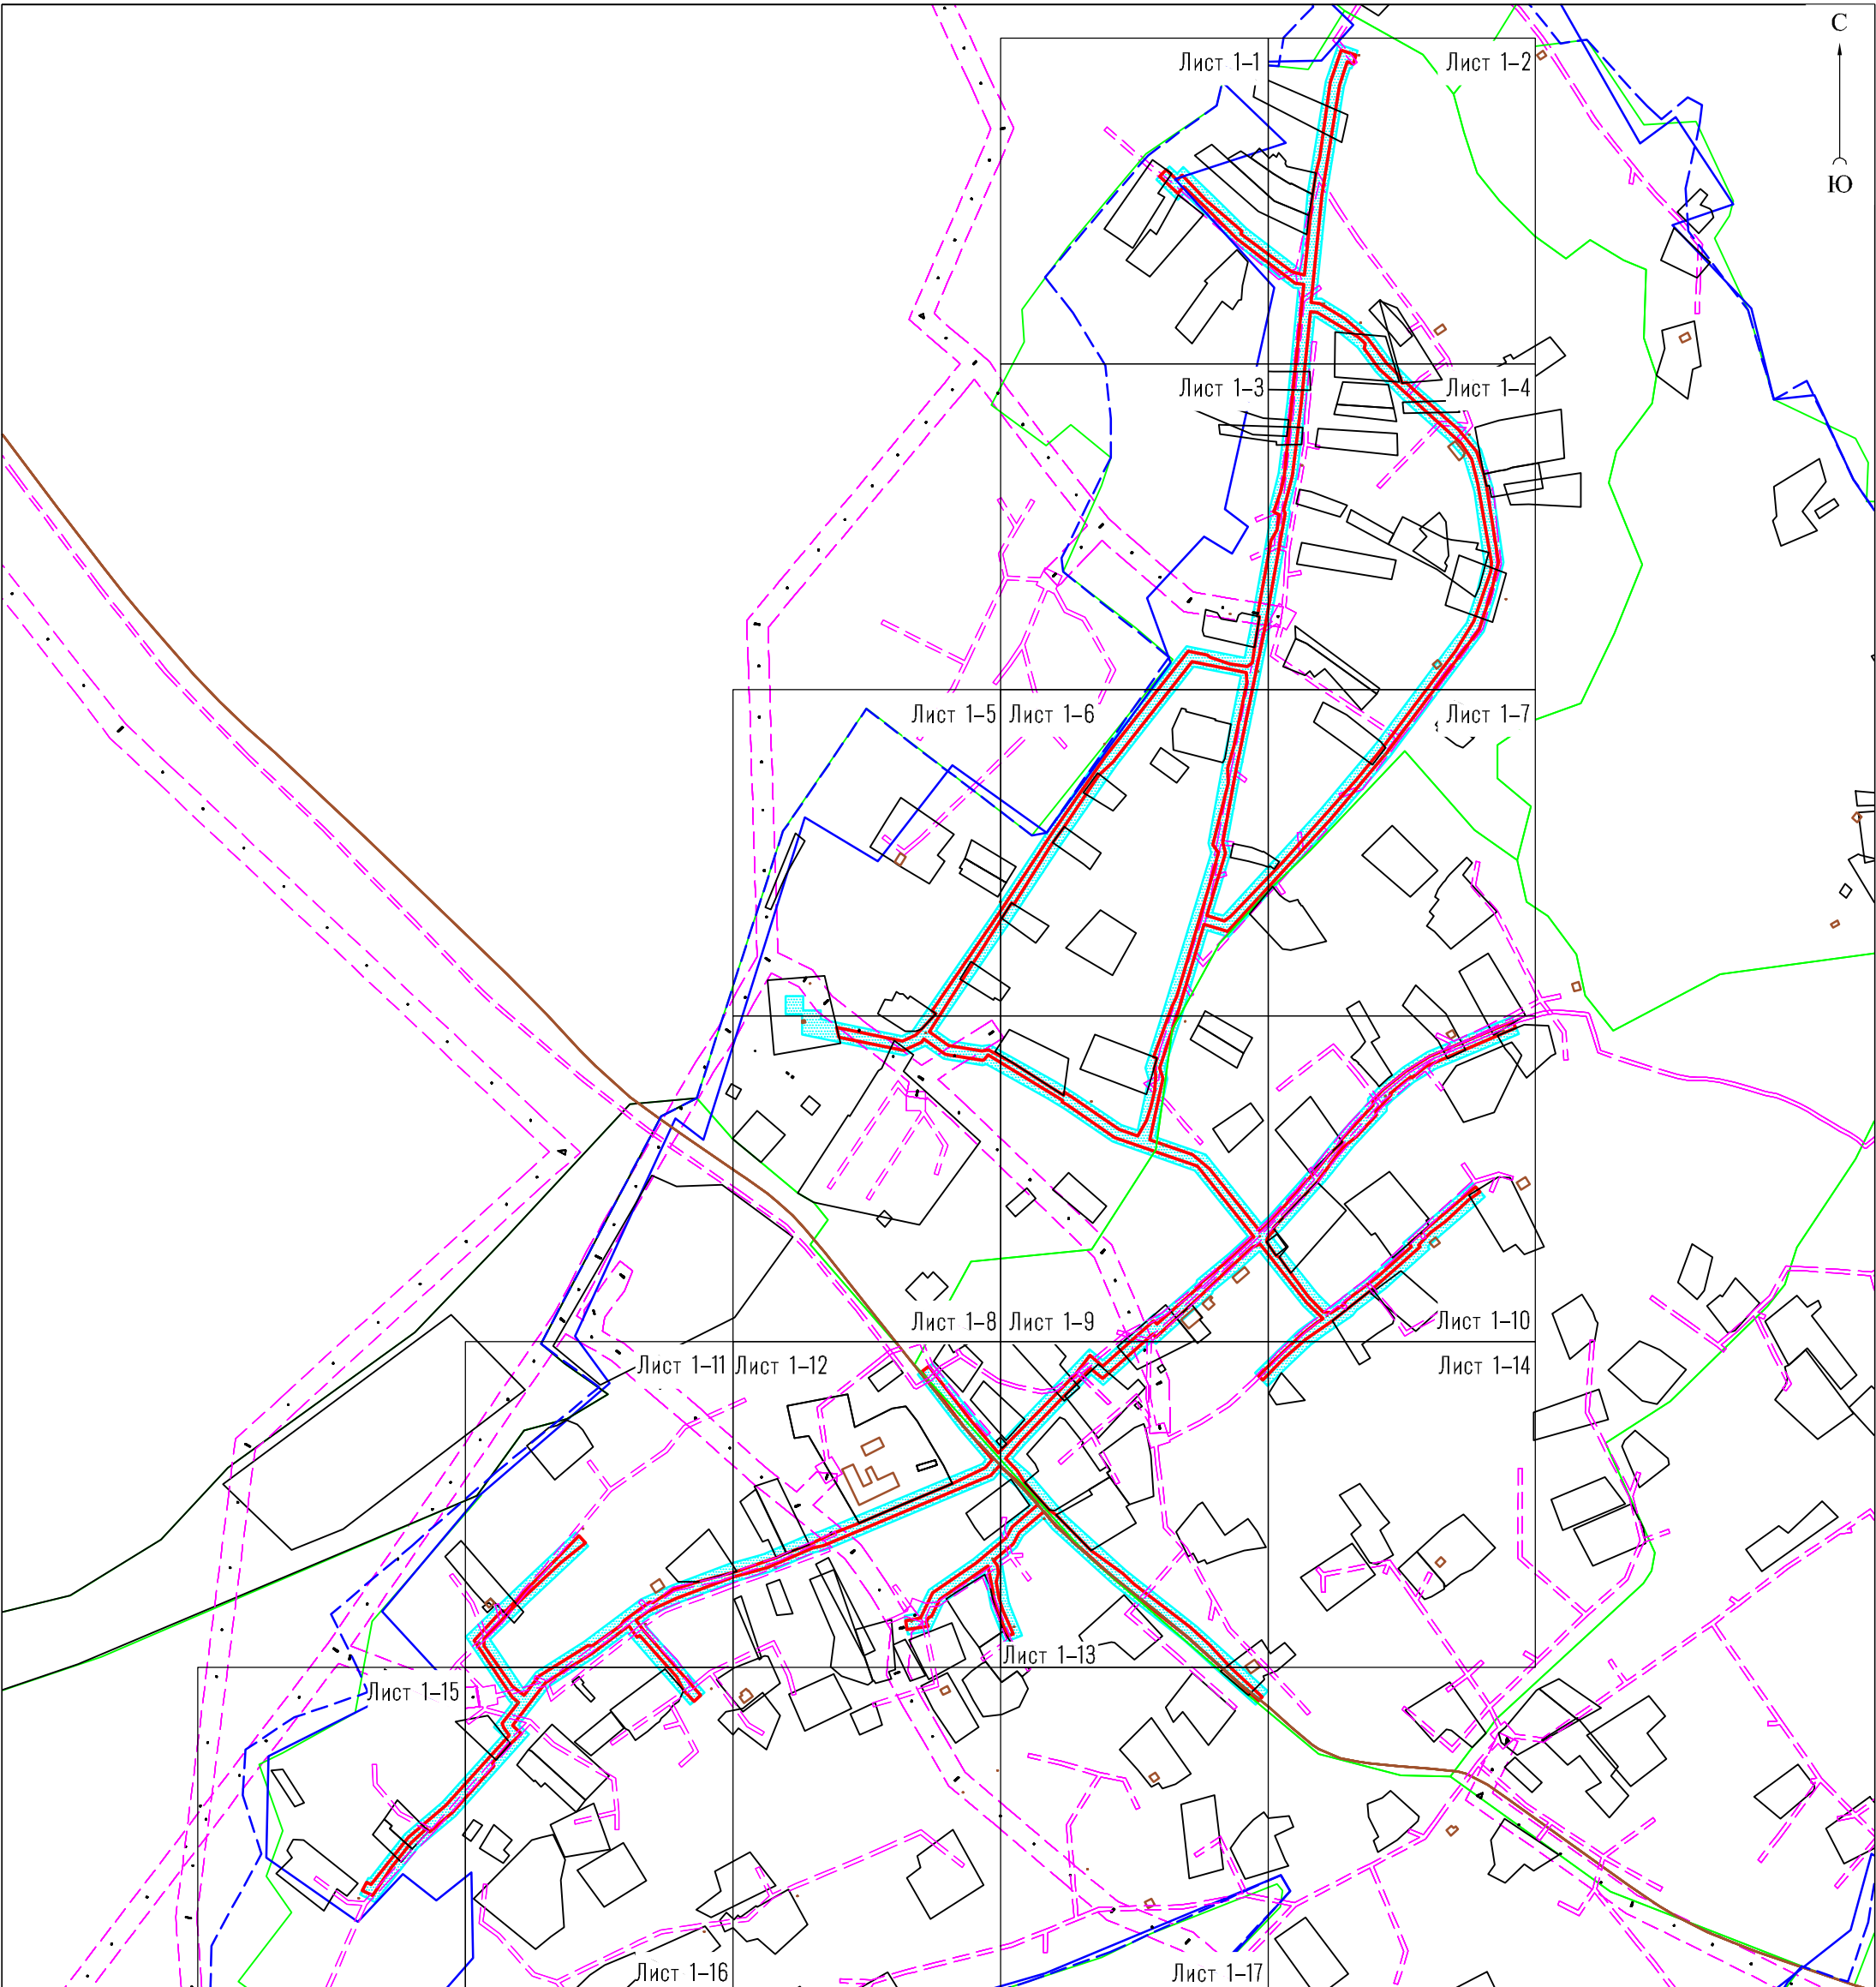 С
Лист 1–1
Лист 1–2
Ю
Лист 1–3
Лист 1–4
Лист 1–5
Лист 1–6
Лист 1–7
Лист 1–8
Лист 1–9
Лист 1–10
Лист 1–11
Лист 1–12
Лист 1–14
Лист 1–13
Лист 1–15
Лист 1–16
Лист 1–17